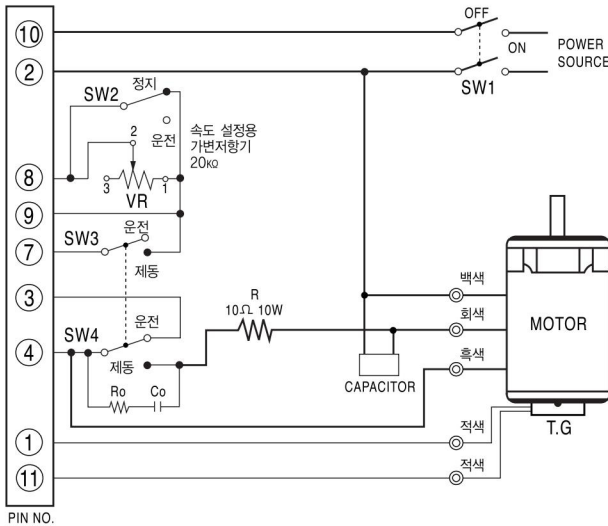 OFF
⑩
ON
POWER
SOURCE
②
SW1
정지
SW2
운전
속도 설정용
가변저항기
20KΩ
2
⑧
3
1
VR
⑨
운전
SW3
⑦
제동
백색
③
R
10Ω 10W
회색
운전
SW4
MOTOR
④
제동
흑색
CAPACITOR
Ro
Co
적색
①
T.G
적색
⑪
PIN NO.